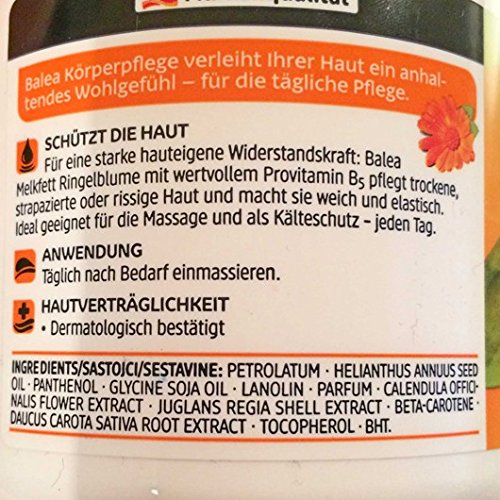 Balea Körperpflege verleiht Ihrer Haut ein anhal-
tendes Wohlgefühl – für die tägliche Pflege.
SCHÜTZT DIE HAUT
Für eine starke hauteigene Widerstandskraft: Balea
Melkfett Ringelblume mit wertvollem Provitamin B5 pflegt trockene,
strapazierte oder rissige Haut und macht sie weich und elastisch.
Ideal geeignet für die Massage und als Kälteschutz – jeden Tag.
ANWENDUNG
Täglich nach Bedarf einmassieren.
HAUTVERTRÄGLICHKEIT
• Dermatologisch bestätigt
INGREDIENTS/SASTOJCI/SESTAVINE: PETROLATUM · HELIANTHUS ANNUUS SEED
OIL · PANTHENOL · GLYCINE SOJA OIL · LANOLIN · PARFUM · CALENDULA OFFICI-
NALIS FLOWER EXTRACT · JUGLANS REGIA SHELL EXTRACT · BETA-CAROTENE ·
DAUCUS CAROTA SATIVA ROOT EXTRACT · TOCOPHEROL · BHT.